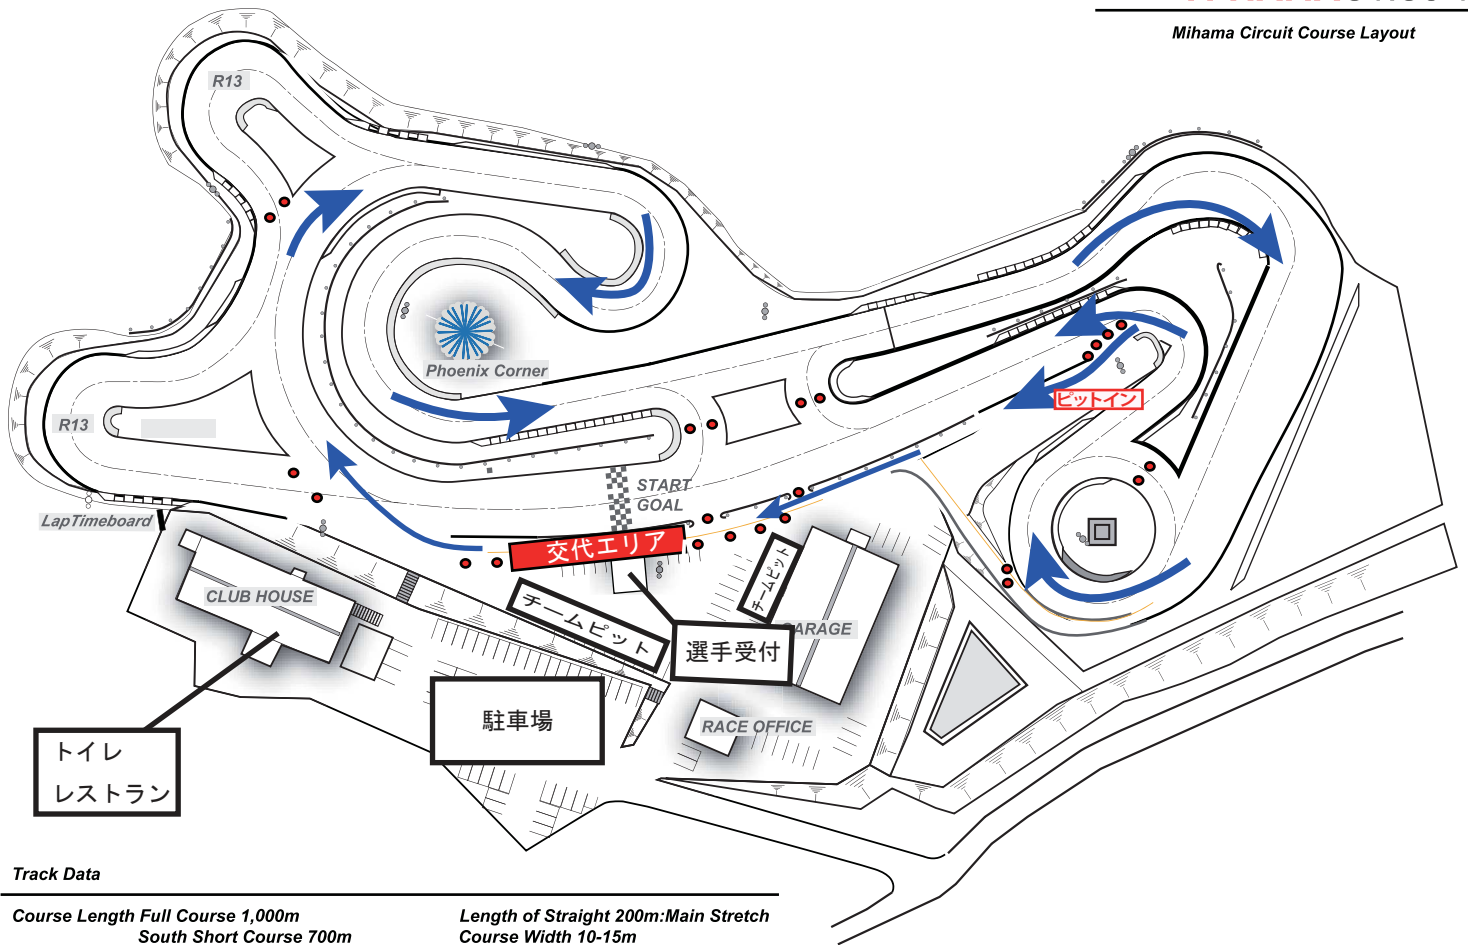 Mihama Circuit Course Layout
R13
Phoenix Corner
ピットイン
R13
START
GOAL
LapTimeboard
交代エリア
チームピット
チームピット
CLUB HOUSE
GARAGE
選手受付
駐車場
RACE OFFICE
トイレ
レストラン
Track Data
Course Length Full Course 1,000m
South Short Course 700m
Length of Straight 200m:Main Stretch
Course Width 10-15m